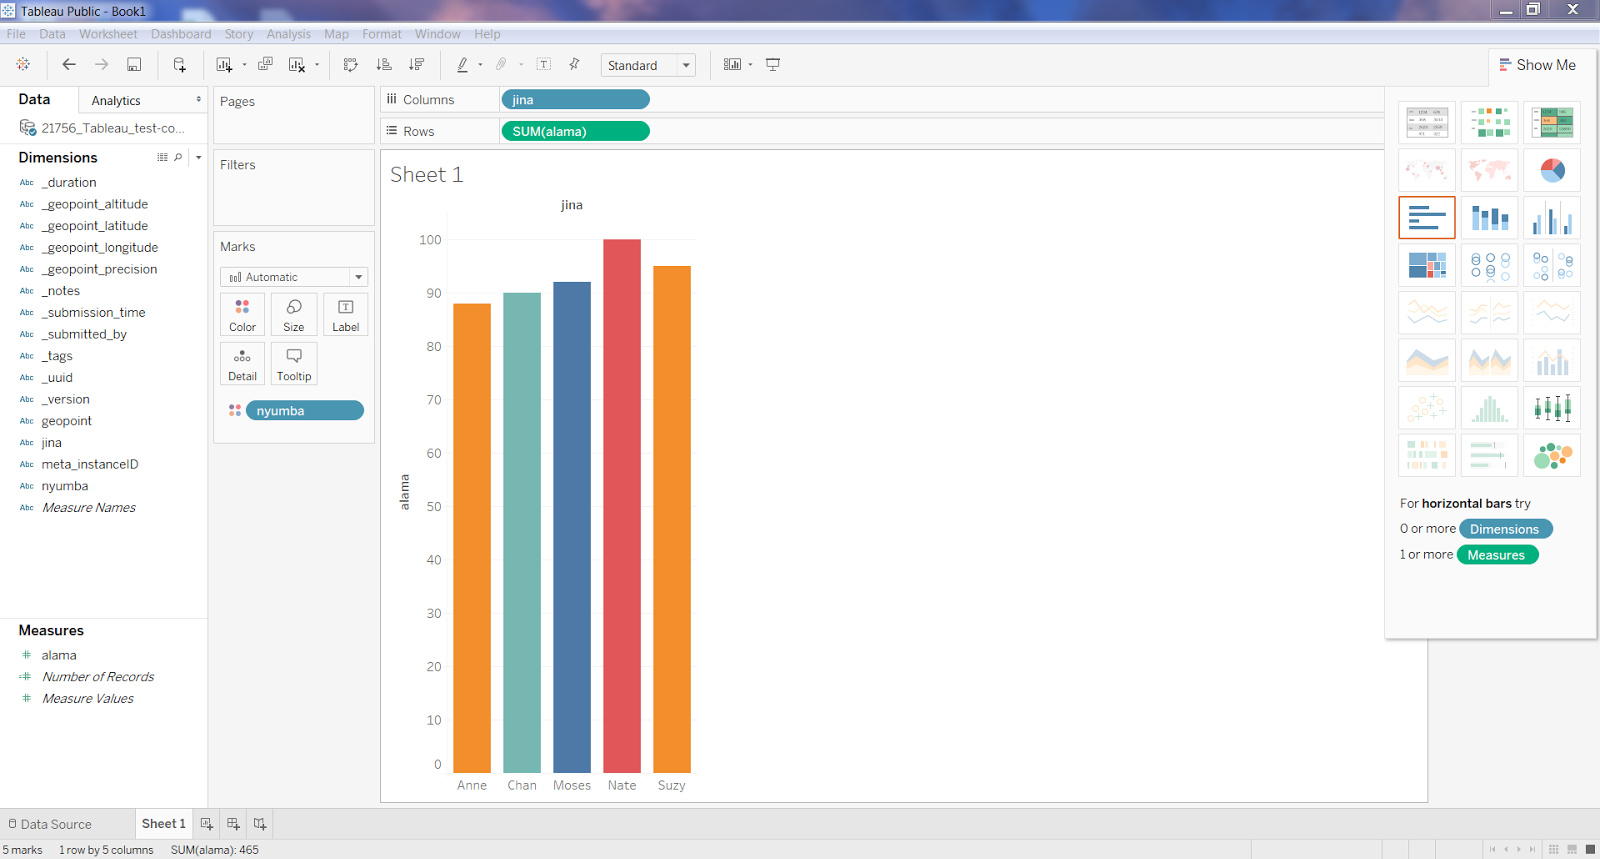 Tableau Public - Book1
File Data Worksheet Dashboard Story Analysis Map Format Window Help
Standard
Show Me
Data
Analytics
21756_Tableau_test-co...
Dimensions
Abc _duration
Abc _geopoint_altitude
Abc _geopoint_latitude
Abc _geopoint_longitude
Abc _geopoint_precision
Abc _notes
Abc _submission_time
Abc _submitted_by
Abc _tags
Abc _uuid
Abc _version
Abc geopoint
Abc jina
Abc meta_instanceID
Abc nyumba
Abc Measure Names
Measures
# alama
=# Number of Records
# Measure Values
Pages
Filters
Marks
Automatic
Color
Size
Label
Detail
Tooltip
nyumba
Columns
jina
Rows
SUM(alama)
Sheet 1
jina
100
90
80
70
60
50
40
30
20
10
0
alama
Anne Chan Moses Nate Suzy
For horizontal bars try
0 or more Dimensions
1 or more Measures
Data Source
Sheet 1
5 marks 1 row by 5 columns SUM(alama): 465